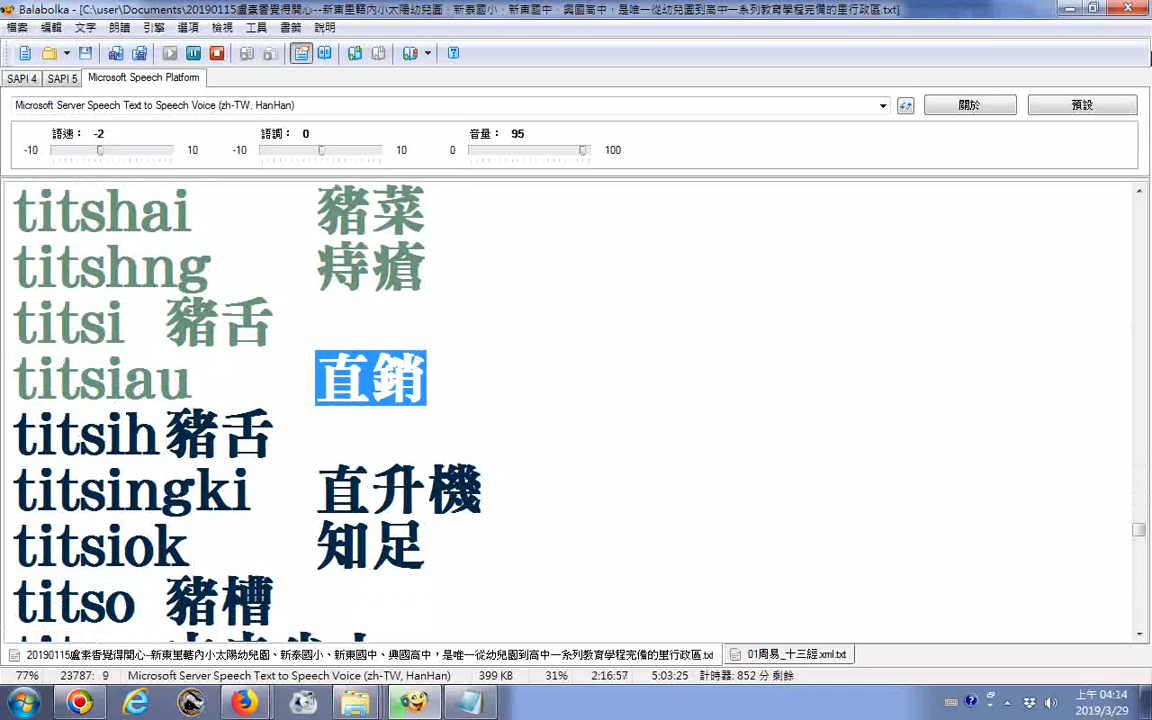 Balabolka - [C:\user\Documents\20190115盧素香覺得開心--新東里轄內小太陽幼兒園、新泰國小、新東國中、興國高中，是唯一從幼兒園到高中一系列教育學程完備的里行政區.txt]
檔案 編輯 文字 朗讀 引擎 選項 檢視 工具 書籤 說明
SAPI 4 SAPI 5 Microsoft Speech Platform
Microsoft Server Speech Text to Speech Voice (zh-TW, HanHan) 關於 預設
語速： -2 語調： 0 音量： 95
-10 10 -10 10 0 100
titshai 豬菜
titshng 痔瘡
titsi 豬舌
titsiau 直銷
titsih 豬舌
titsingki 直升機
titsiok 知足
titso 豬槽
20190115盧素香覺得開心--新東里轄內小太陽幼兒園、新泰國小、新東國中、興國高中，是唯一從幼兒園到高中一系列教育學程完備的里行政區.txt 01周易_十三經.xml.txt
77% 23787: 9 Microsoft Server Speech Text to Speech Voice (zh-TW, HanHan) 399 KB 31% 2:16:57 5:03:25 計時器: 852 分 剩餘
上午 04:14
2019/3/29